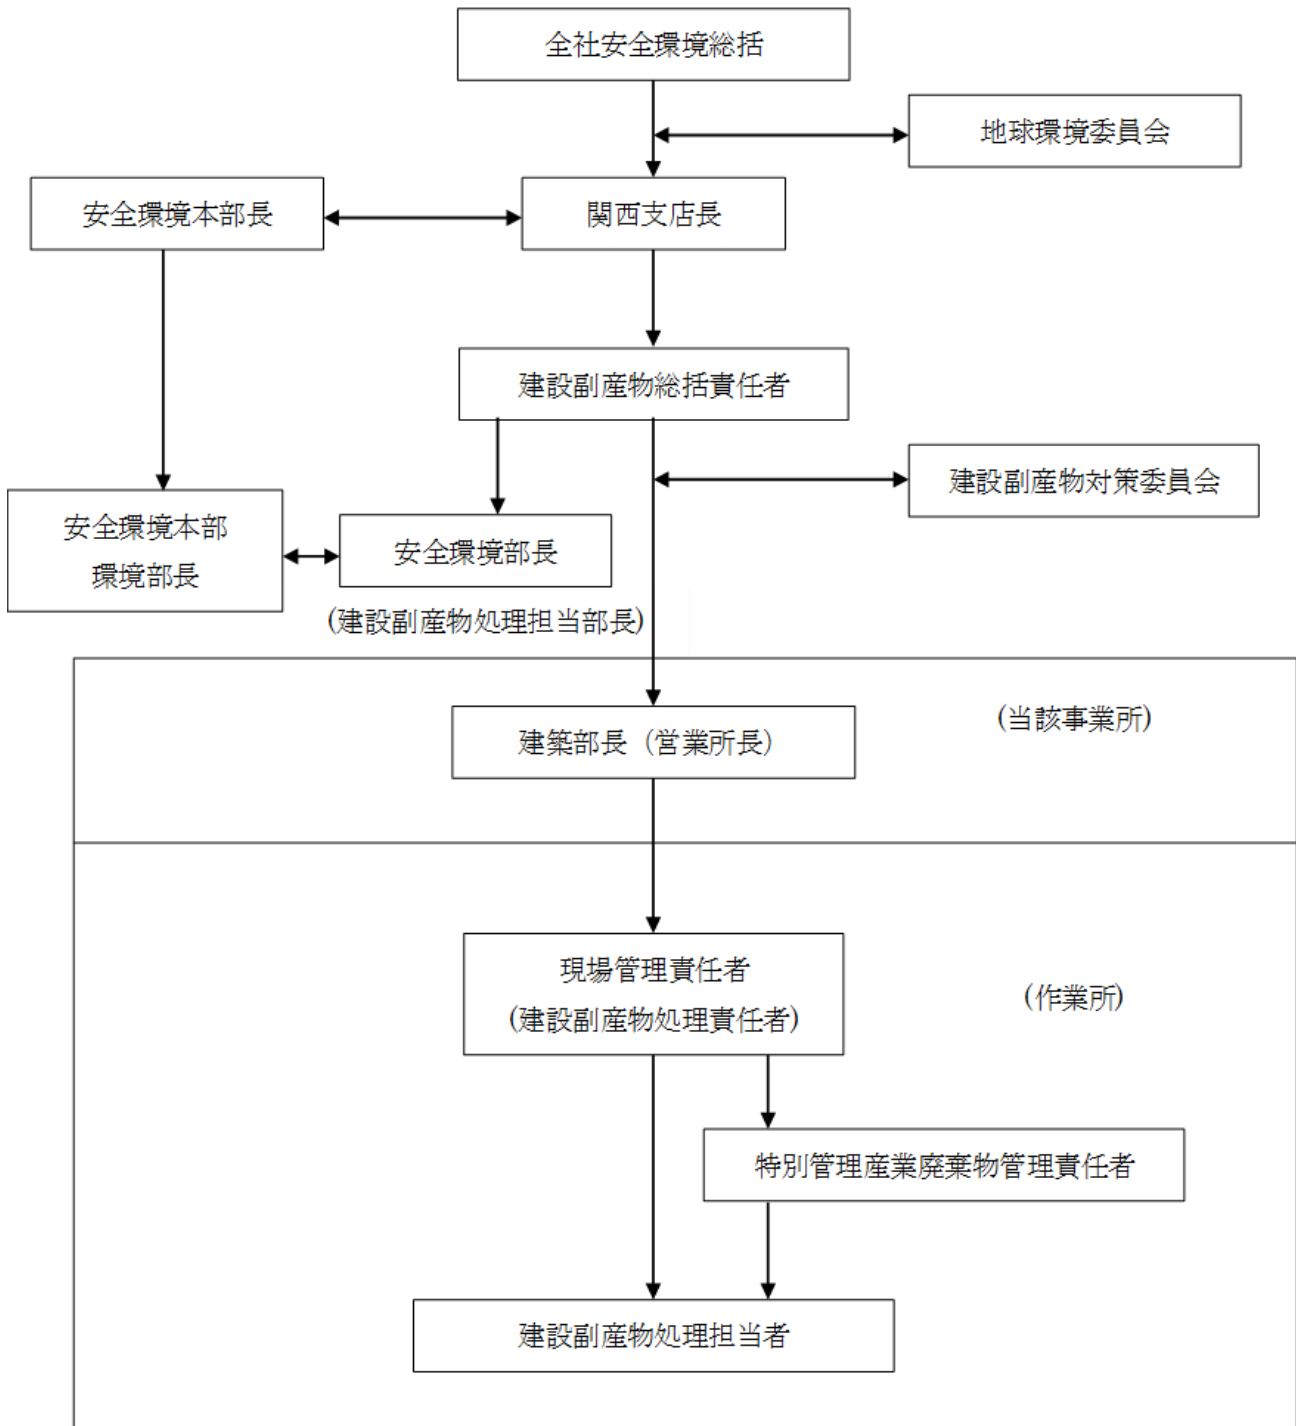 全社安全環境総括
地球環境委員会
安全環境本部長
関西支店長
建設副産物総括責任者
建設副産物対策委員会
安全環境本部
環境部長
安全環境部長
(建設副産物処理担当部長)
(当該事業所)
建築部長（営業所長）
現場管理責任者
(建設副産物処理責任者)
(作業所)
特別管理産業廃棄物管理責任者
建設副産物処理担当者